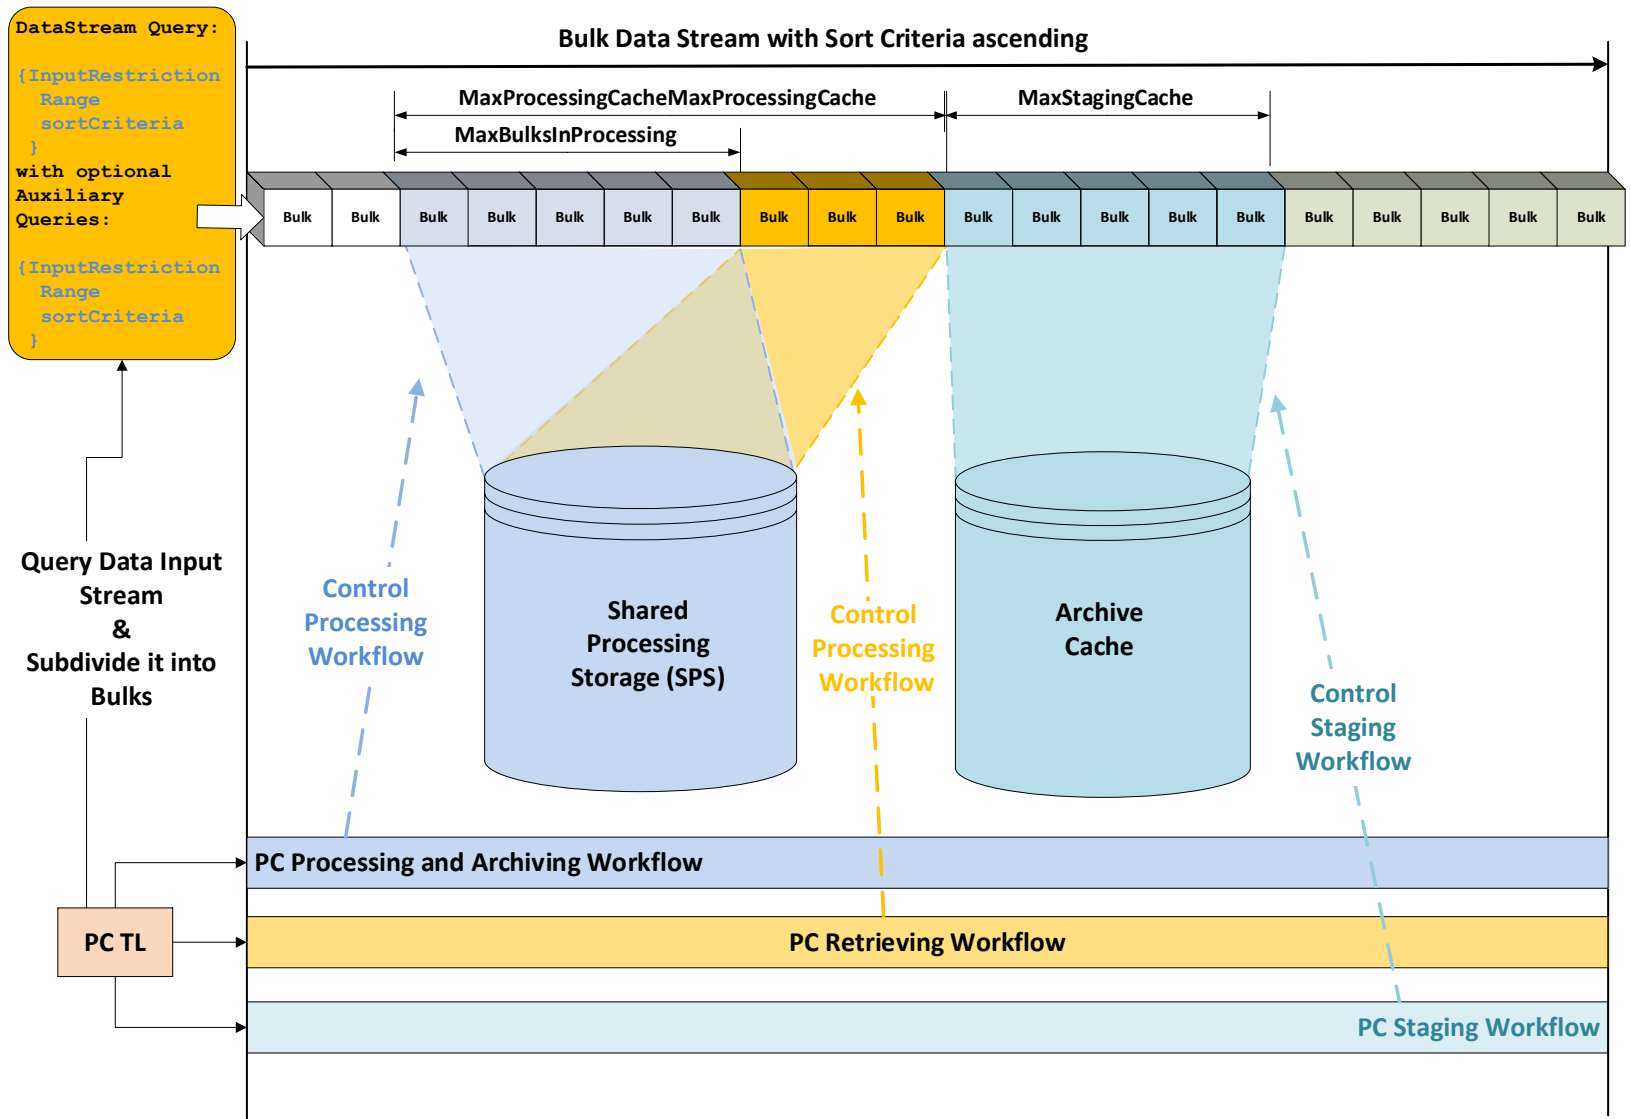 DataStream Query:
{InputRestriction
Range
sortCriteria
}
with optional
Auxiliary
Queries:
{InputRestriction
Range
sortCriteria
}
Bulk Data Stream with Sort Criteria ascending
MaxProcessingCacheMaxProcessingCache
MaxStagingCache
MaxBulksInProcessing
Bulk Bulk Bulk Bulk Bulk Bulk Bulk Bulk Bulk Bulk Bulk Bulk Bulk Bulk Bulk Bulk Bulk Bulk Bulk Bulk
Query Data Input
Stream
&
Subdivide it into
Bulks
Control
Processing
Workflow
Shared
Processing
Storage (SPS)
Control
Processing
Workflow
Archive
Cache
Control
Staging
Workflow
PC Processing and Archiving Workflow
PC TL
PC Retrieving Workflow
PC Staging Workflow